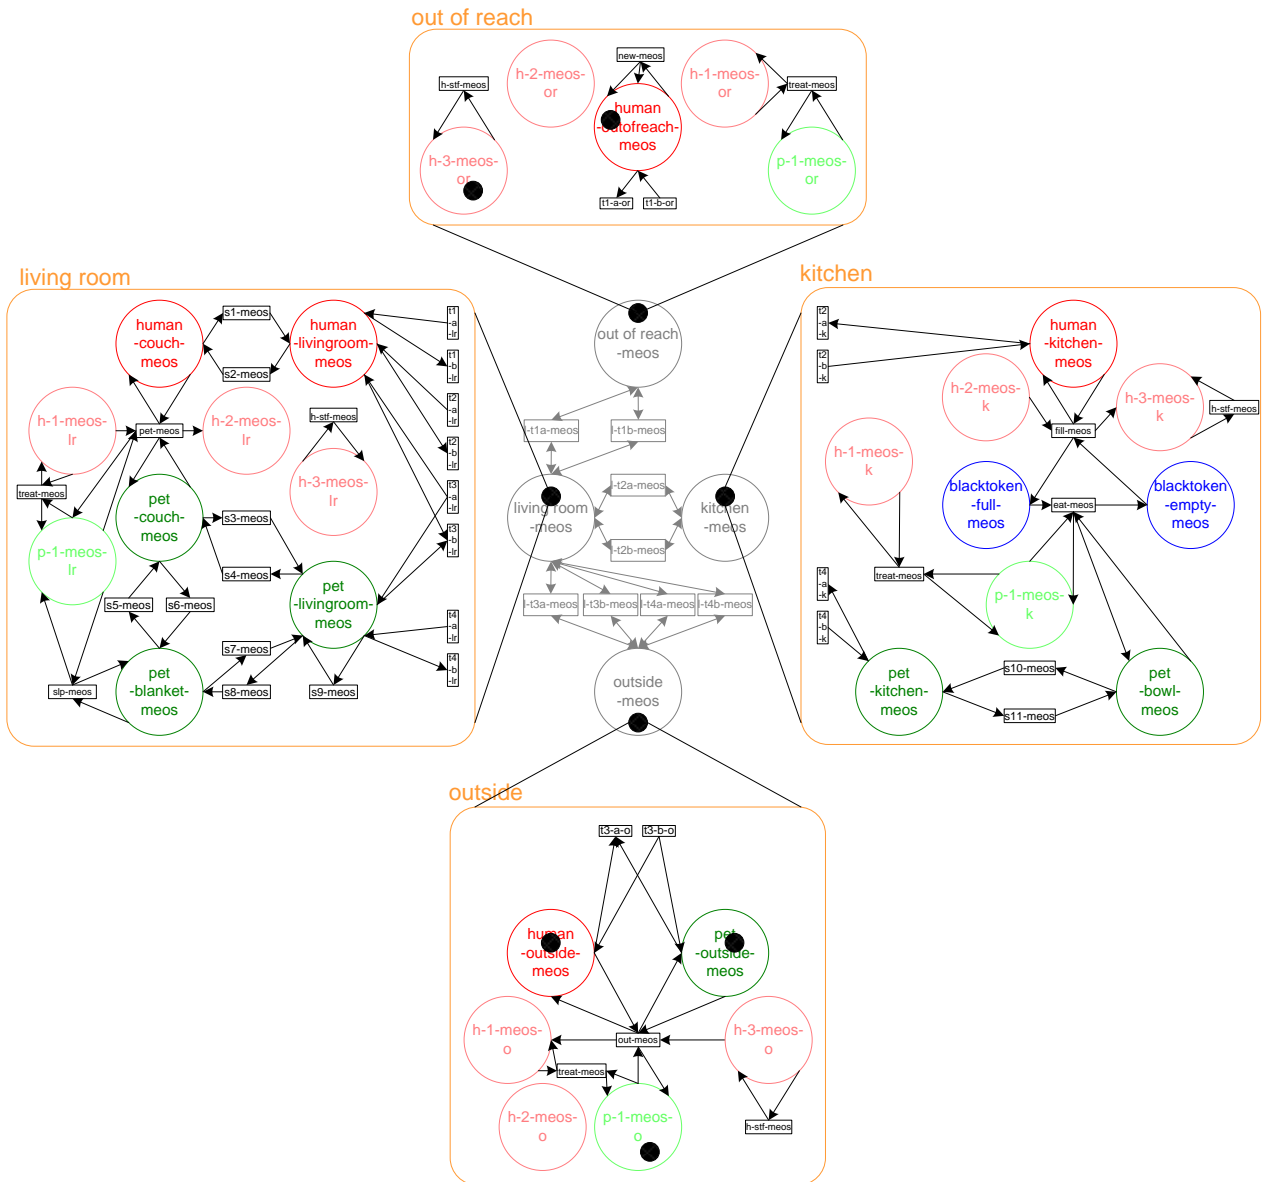 out of reach
new-meos
h-stf-meos
h-2-meos-
or
human
-outofreach-
meos
h-1-meos-
or
treat-meos
h-3-meos-
or
p-1-meos-
or
t1-a-or
t1-b-or
living room
human
-couch-
meos
s1-meos
s2-meos
human
-livingroom-
meos
t1
-a
-lr
t1
-b
-lr
t2
-a
-lr
t2
-b
-lr
t3
-a
-lr
t3
-b
-lr
t4
-a
-lr
t4
-b
-lr
h-1-meos-
lr
pet-meos
h-2-meos-
lr
h-stf-meos
h-3-meos-
lr
treat-meos
p-1-meos-
lr
pet
-couch-
meos
s3-meos
s4-meos
s5-meos
s6-meos
pet
-livingroom-
meos
s7-meos
s8-meos
s9-meos
slp-meos
pet
-blanket-
meos
out of reach
-meos
l-t1a-meos
l-t1b-meos
living room
-meos
l-t2a-meos
l-t2b-meos
kitchen
-meos
l-t3a-meos
l-t3b-meos
l-t4a-meos
l-t4b-meos
outside
-meos
kitchen
t2
-a
-k
t2
-b
-k
human
-kitchen-
meos
h-2-meos-
k
h-3-meos-
k
h-stf-meos
fill-meos
h-1-meos-
k
blacktoken
-full-
meos
eat-meos
blacktoken
-empty-
meos
treat-meos
p-1-meos-
k
t4
-a
-k
t4
-b
-k
pet
-kitchen-
meos
s10-meos
s11-meos
pet
-bowl-
meos
outside
t3-a-o
t3-b-o
human
-outside-
meos
pet
-outside-
meos
h-1-meos-
o
out-meos
h-3-meos-
o
treat-meos
h-2-meos-
o
p-1-meos-
o
h-stf-meos